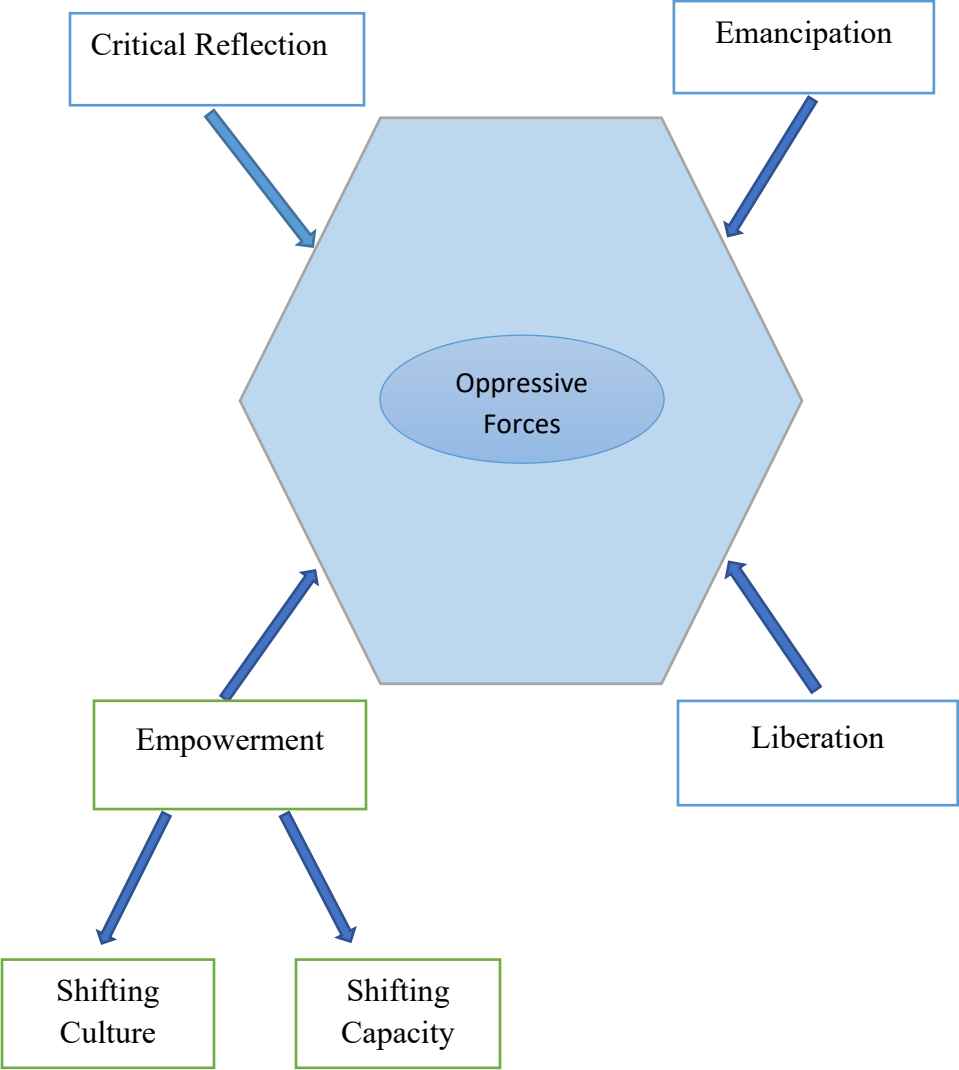 Critical Reflection
Emancipation
Oppressive
Forces
Empowerment
Liberation
Shifting
Culture
Shifting
Capacity